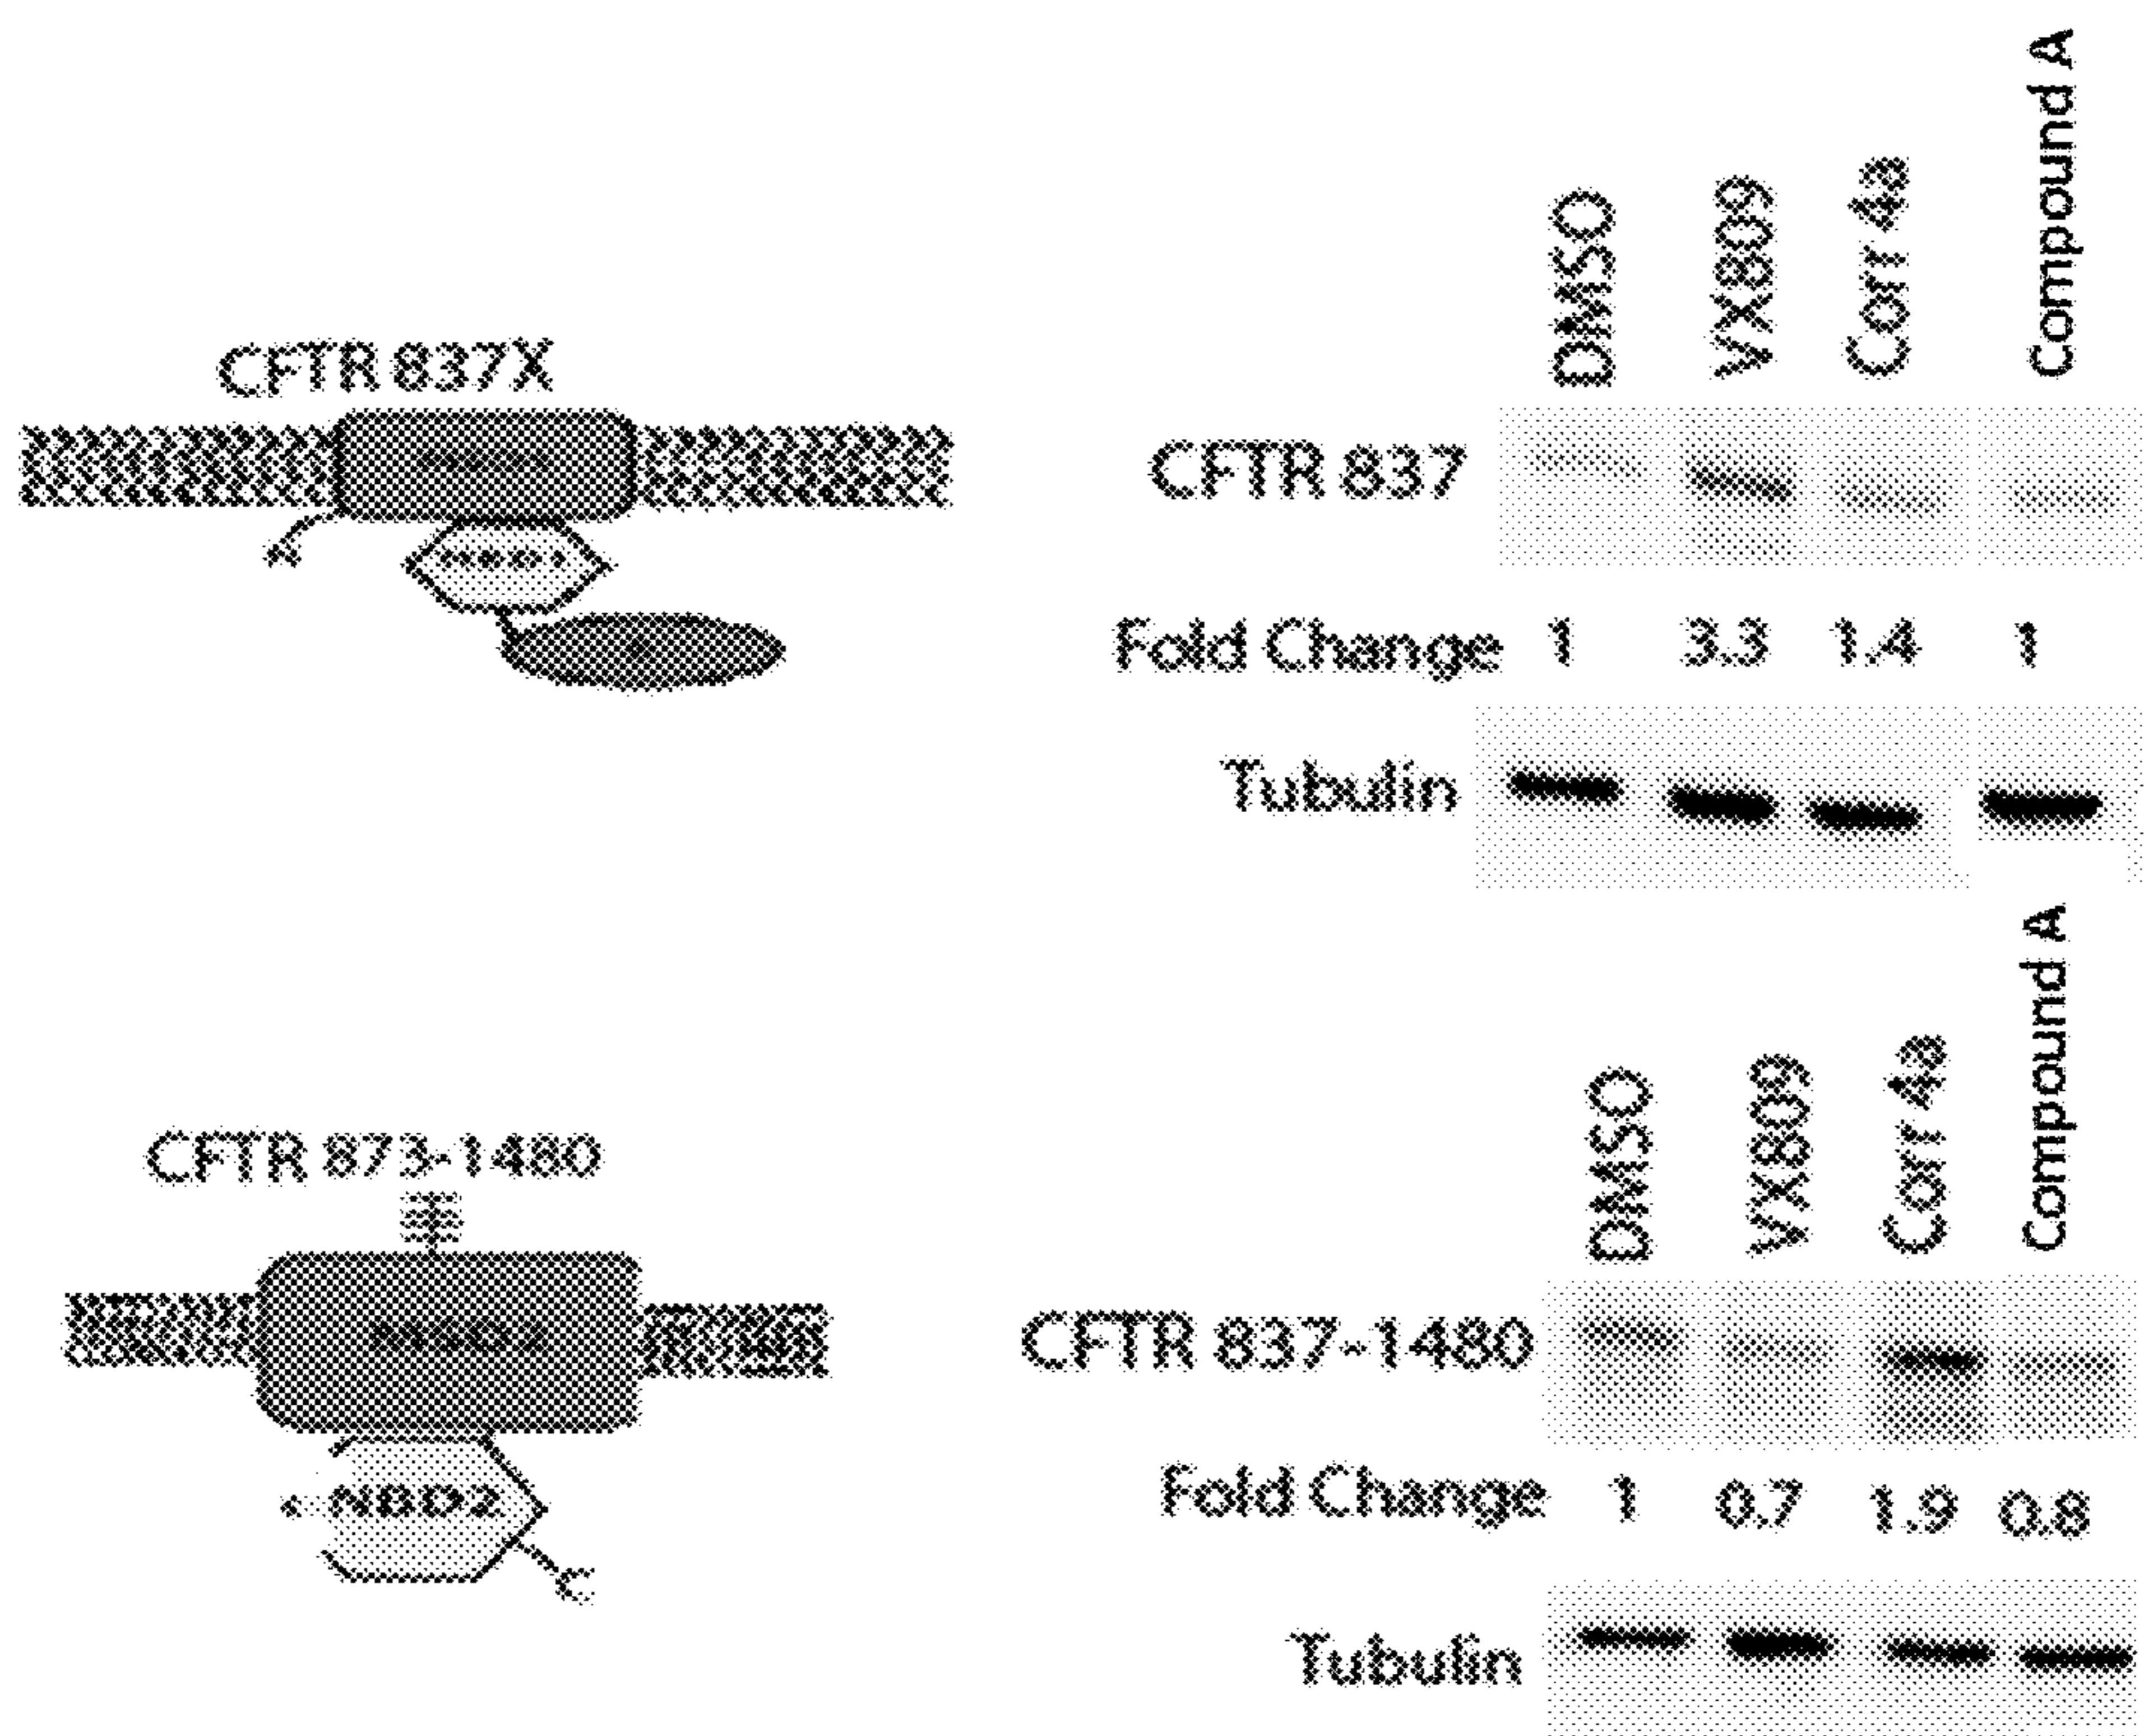 DMSO
VX809
Corr 4a
Compound A
CFTR 837X
N
CFTR 837
Fold Change 1 3.3 1.4 1
Tubulin
DMSO
VX809
Corr 4a
Compound A
CFTR 873-1480
CFTR 837-1480
NBD2
Fold Change 1 0.7 1.9 0.8
C
Tubulin